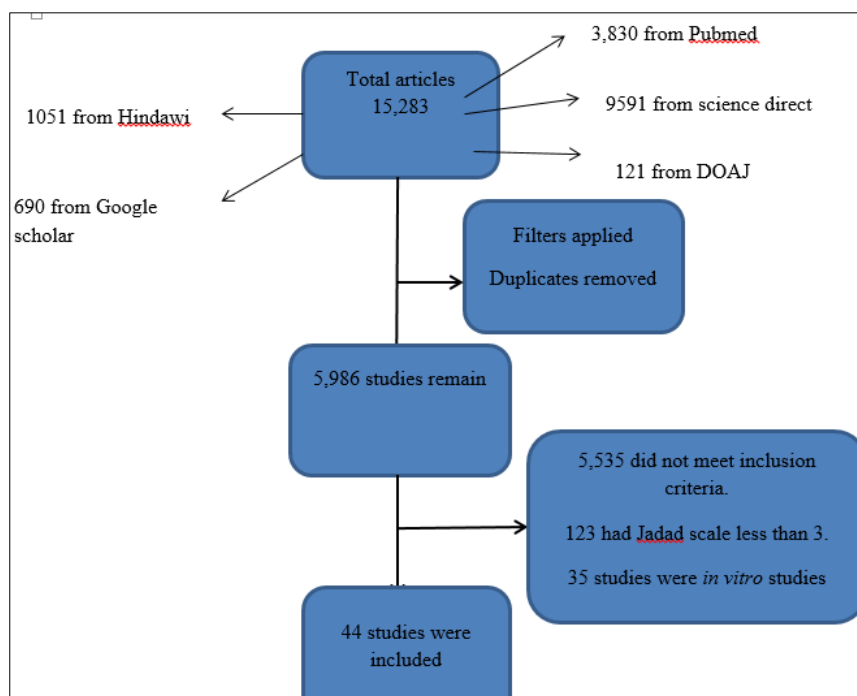 3,830 from Pubmed
Total articles
15,283
1051 from Hindawi
9591 from science direct
121 from DOAJ
690 from Google
scholar
Filters applied
Duplicates removed
5,986 studies remain
5,535 did not meet inclusion
criteria.
123 had Jadad scale less than 3.
35 studies were in vitro studies
44 studies were
included